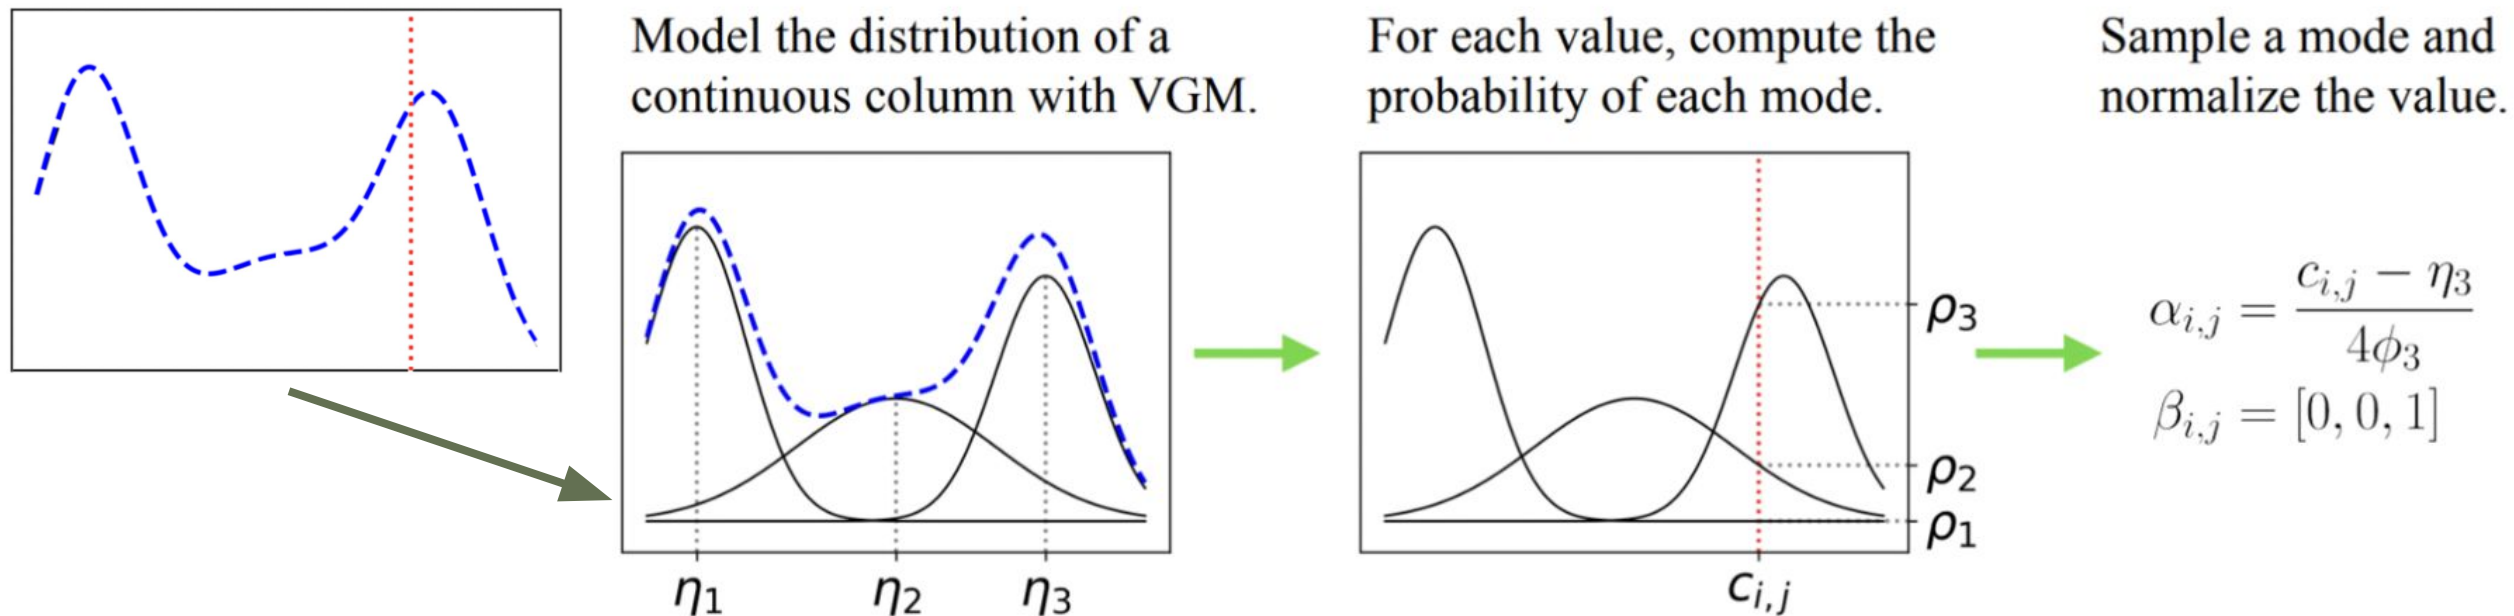 Model the distribution of a
continuous column with VGM.
η₁
η₂
η₃
For each value, compute the
probability of each mode.
ρ₃
ρ₂
ρ₁
cᵢ,ⱼ
Sample a mode and
normalize the value.
αᵢ,ⱼ = (cᵢ,ⱼ − η₃) / 4ϕ₃
βᵢ,ⱼ = [0, 0, 1]